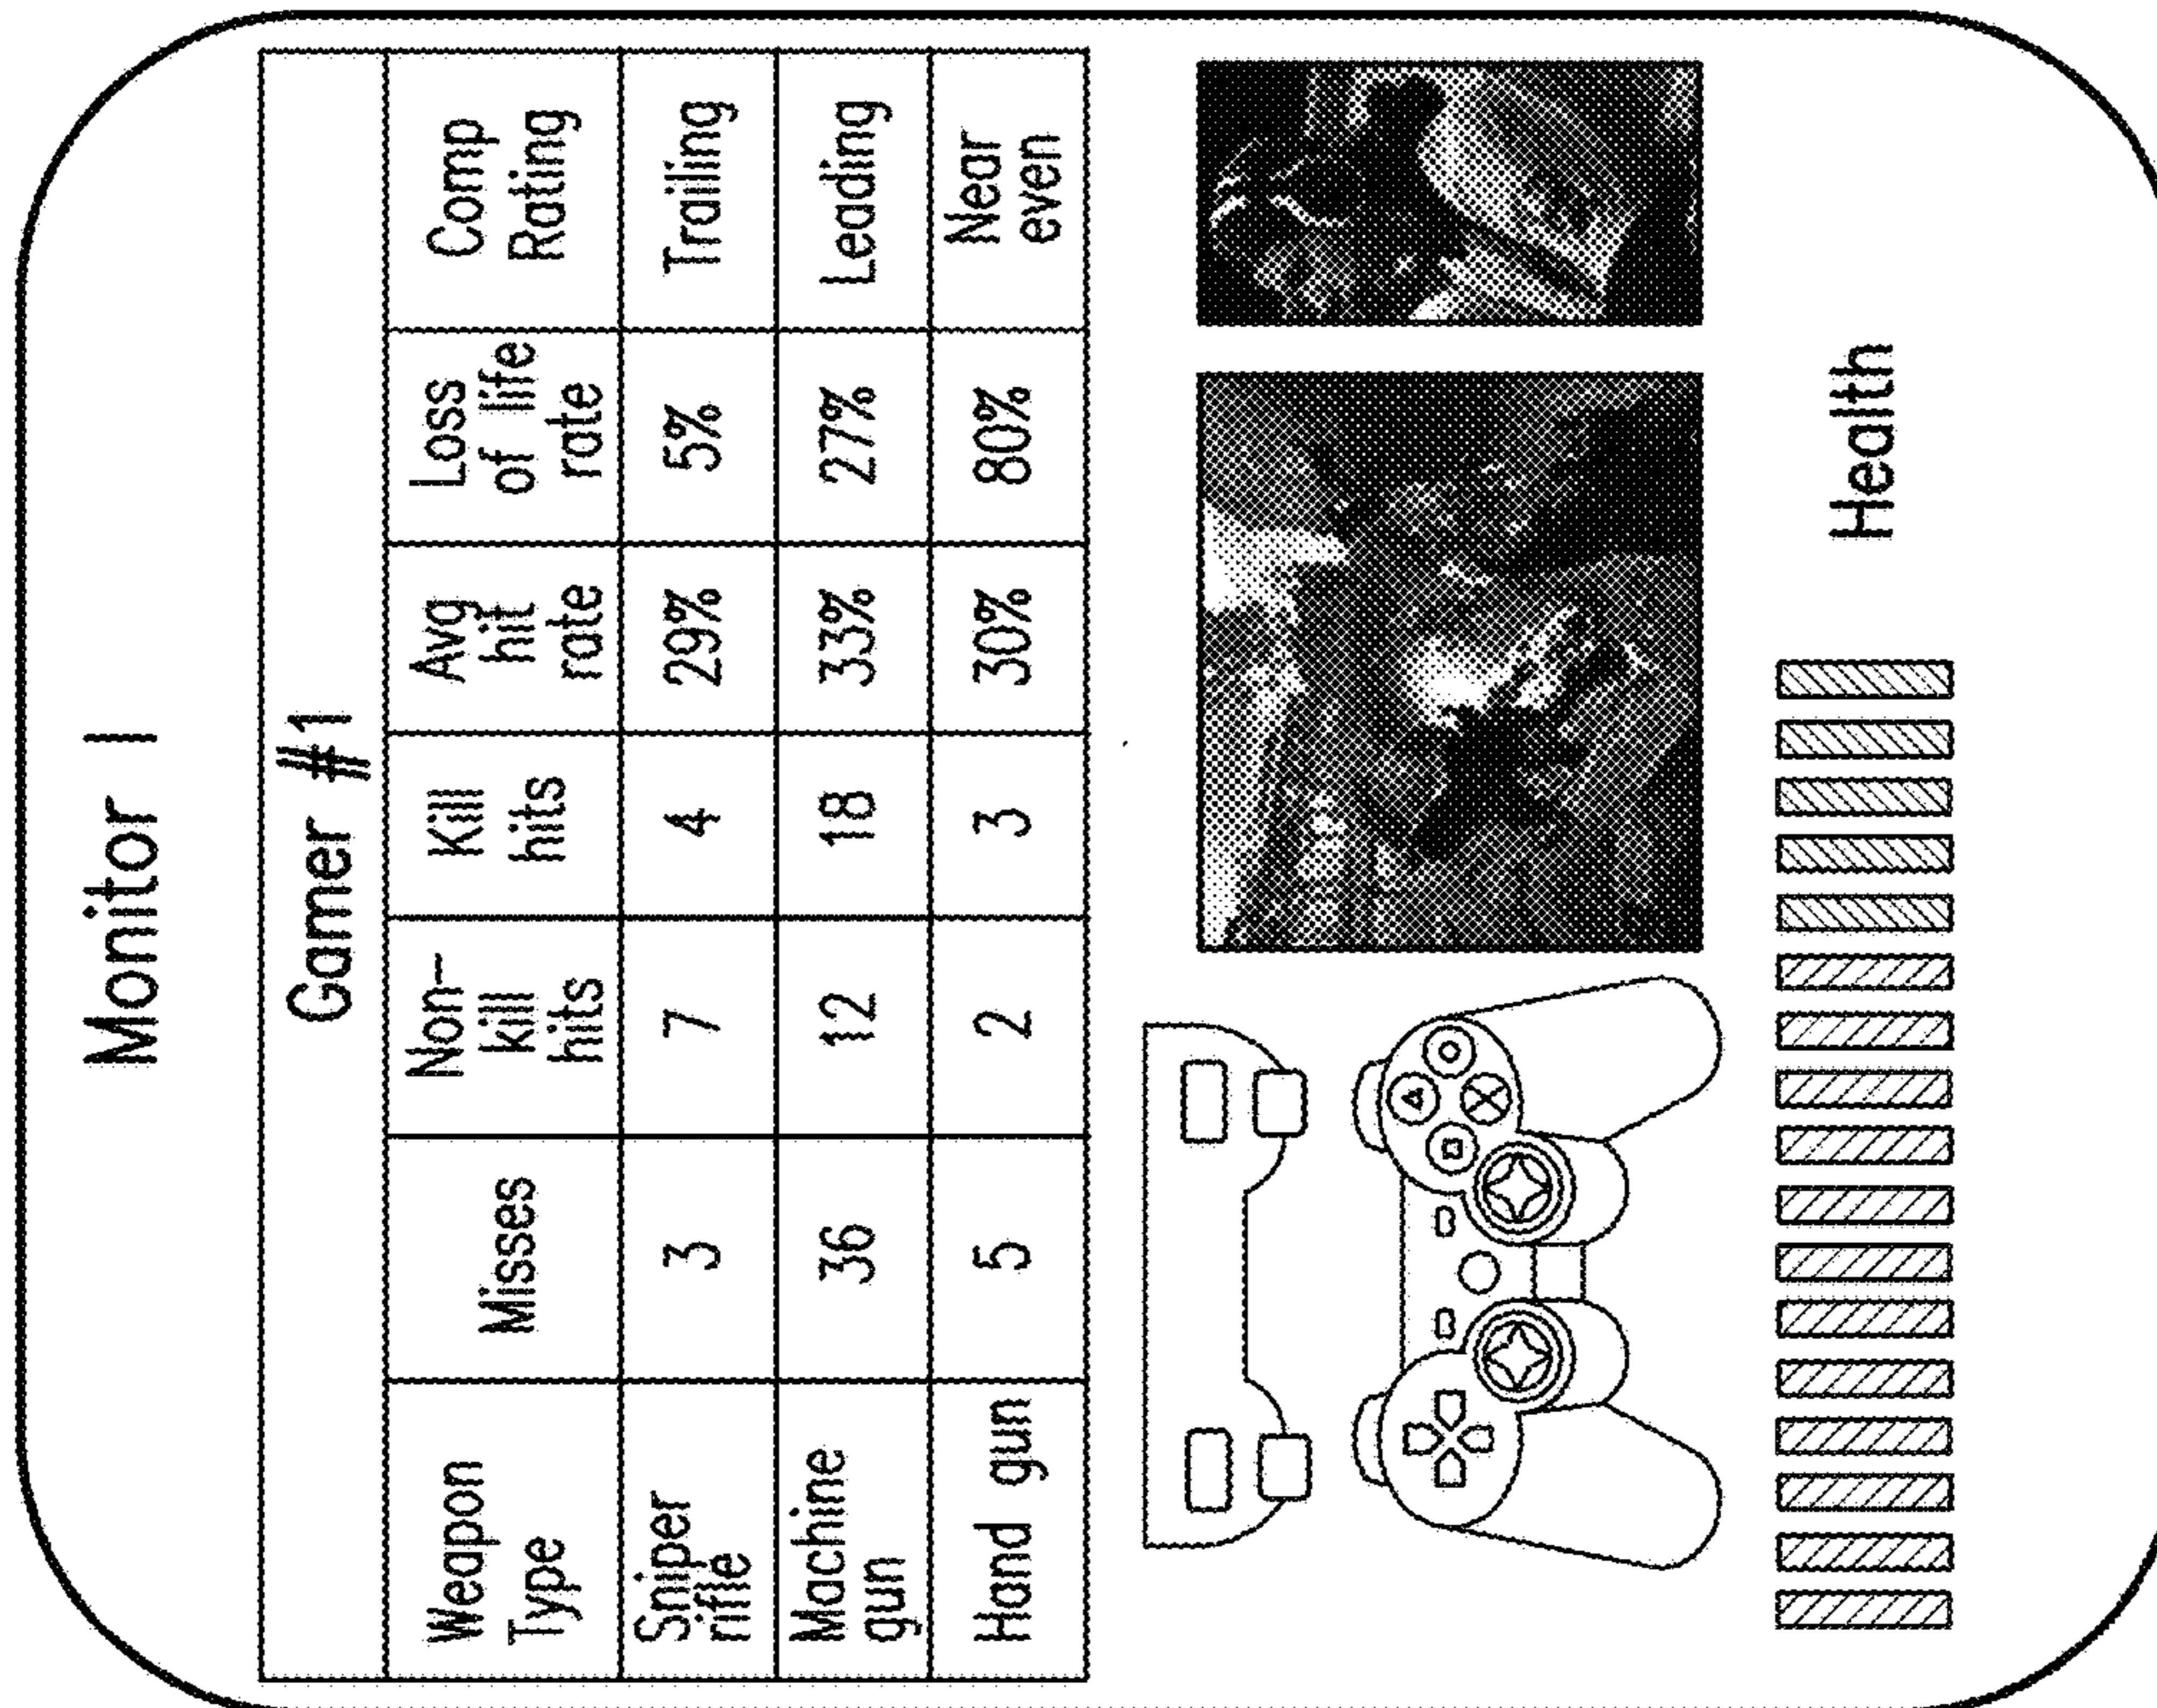 Monitor 1
Gamer #1
Weapon Type Misses Non-kill hits Kill hits Avg hit rate Loss of life rate Comp Rating
Sniper rifle 3 7 4 29% 5% Trailing
Machine gun 36 12 18 33% 27% Leading
Hand gun 5 2 3 30% 80% Near even
Health